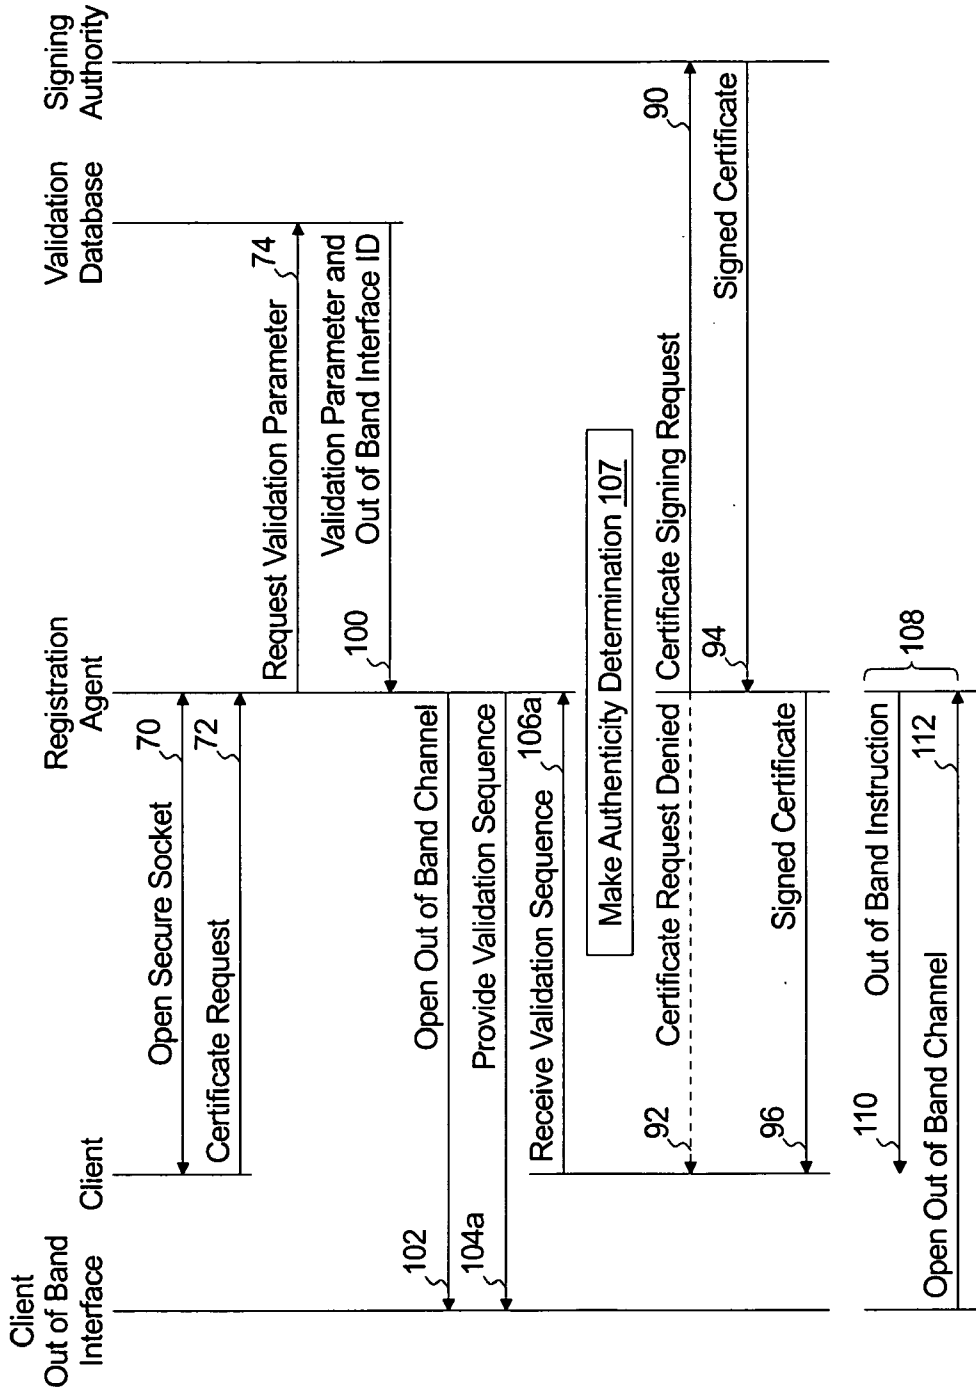 Client
Out of Band
Interface
Client
Registration
Agent
Validation
Database
Signing
Authority
Open Secure Socket
70
Certificate Request
72
Request Validation Parameter
74
Validation Parameter and
Out of Band Interface ID
100
Open Out of Band Channel
102
Provide Validation Sequence
104a
Receive Validation Sequence
106a
Make Authenticity Determination 107
Certificate Request Denied
92
Certificate Signing Request
90
Signed Certificate
94
Signed Certificate
96
Out of Band Instruction
110
108
Open Out of Band Channel
112